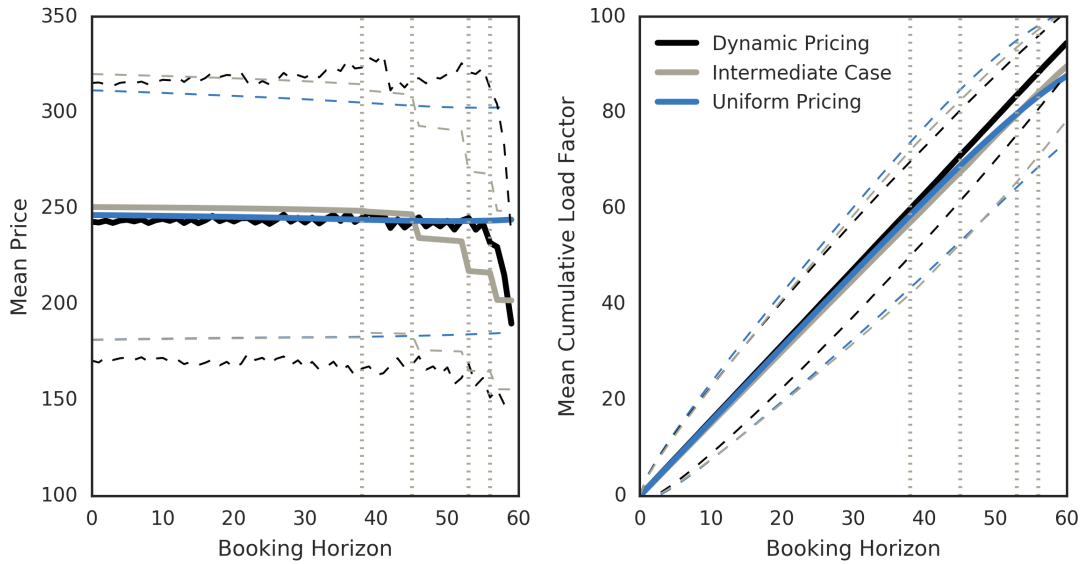 350
300
250
200
150
100
Mean Price
0 10 20 30 40 50 60
Booking Horizon
100
80
60
40
20
0
Mean Cumulative Load Factor
Dynamic Pricing
Intermediate Case
Uniform Pricing
0 10 20 30 40 50 60
Booking Horizon